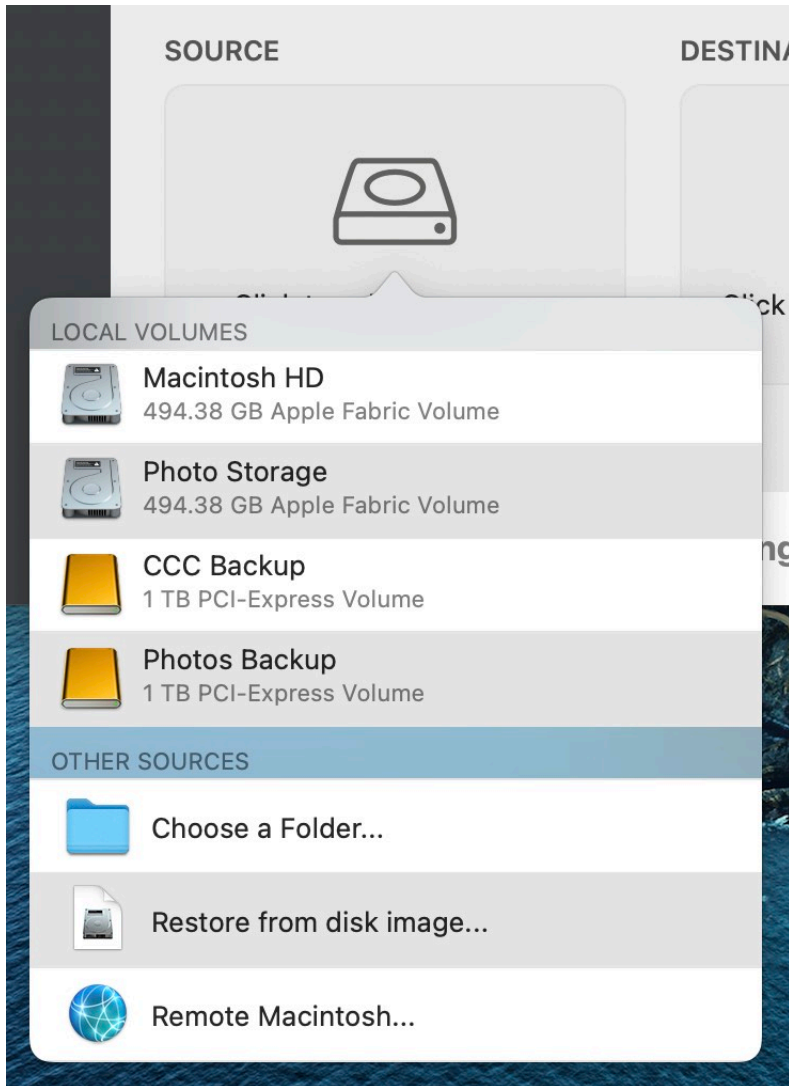 SOURCE
DESTINA
Click
LOCAL VOLUMES
Macintosh HD
494.38 GB Apple Fabric Volume
Photo Storage
494.38 GB Apple Fabric Volume
CCC Backup
1 TB PCI-Express Volume
ng
Photos Backup
1 TB PCI-Express Volume
OTHER SOURCES
Choose a Folder...
Restore from disk image...
Remote Macintosh...